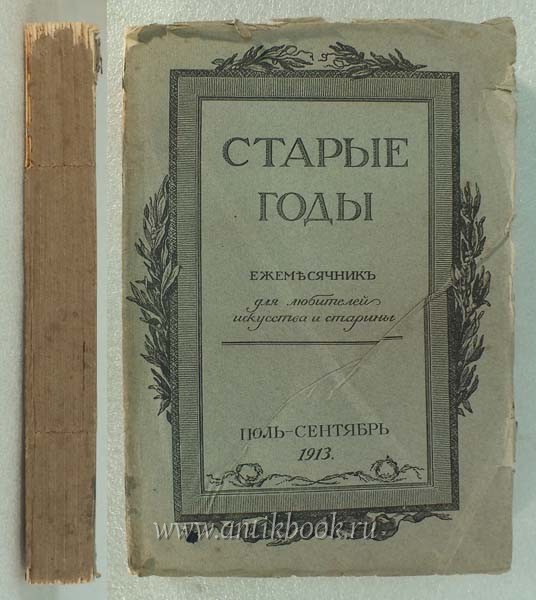 СТАРЫЕ
ГОДЫ
ЕЖЕМѢСЯЧНИКЪ
для любителей
искусства и старины
ІЮЛЬ–СЕНТЯБРЬ
1913.
www.antikbook.ru